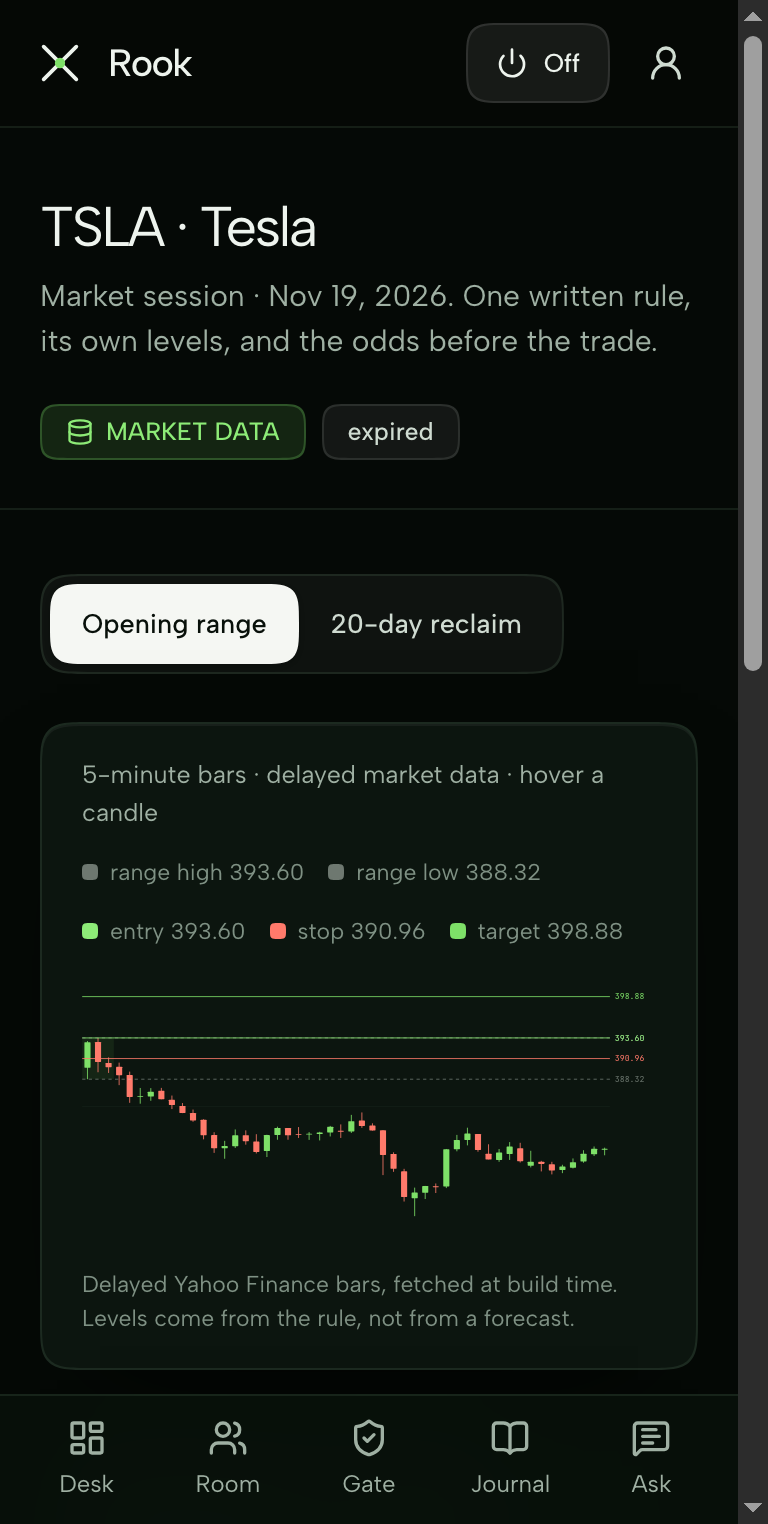 Rook
Off
TSLA · Tesla
Market session · Nov 19, 2026. One written rule,
its own levels, and the odds before the trade.
MARKET DATA
expired
Opening range
20-day reclaim
5-minute bars · delayed market data · hover a
candle
range high 393.60
range low 388.32
entry 393.60
stop 390.96
target 398.88
398.88
393.60
390.96
388.32
Delayed Yahoo Finance bars, fetched at build time.
Levels come from the rule, not from a forecast.
Desk
Room
Gate
Journal
Ask